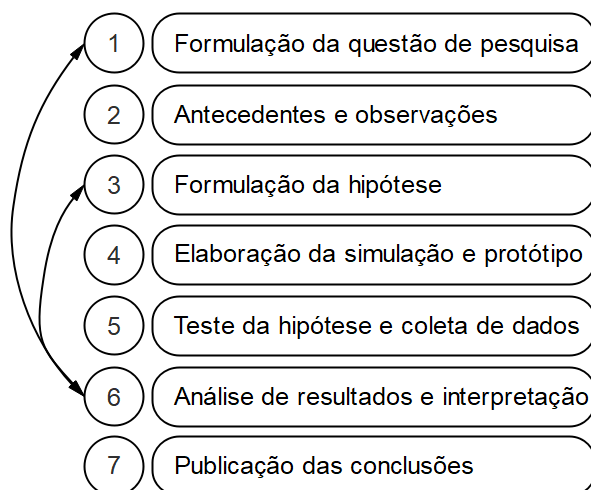 1 Formulação da questão de pesquisa
2 Antecedentes e observações
3 Formulação da hipótese
4 Elaboração da simulação e protótipo
5 Teste da hipótese e coleta de dados
6 Análise de resultados e interpretação
7 Publicação das conclusões